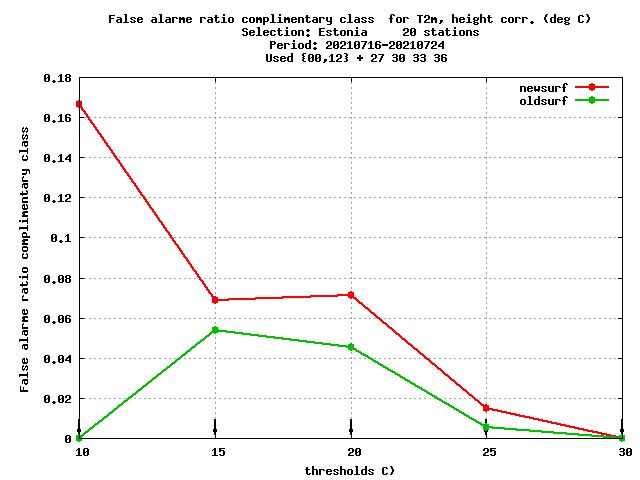 False alarme ratio complimentary class  for T2m, height corr. (deg C)
Selection: Estonia     20 stations
Period: 20210716-20210724
Used {00,12} + 27 30 33 36
newsurf
oldsurf
False alarme ratio complimentary class
0.18
0.16
0.14
0.12
0.1
0.08
0.06
0.04
0.02
0
10 15 20 25 30
thresholds C)